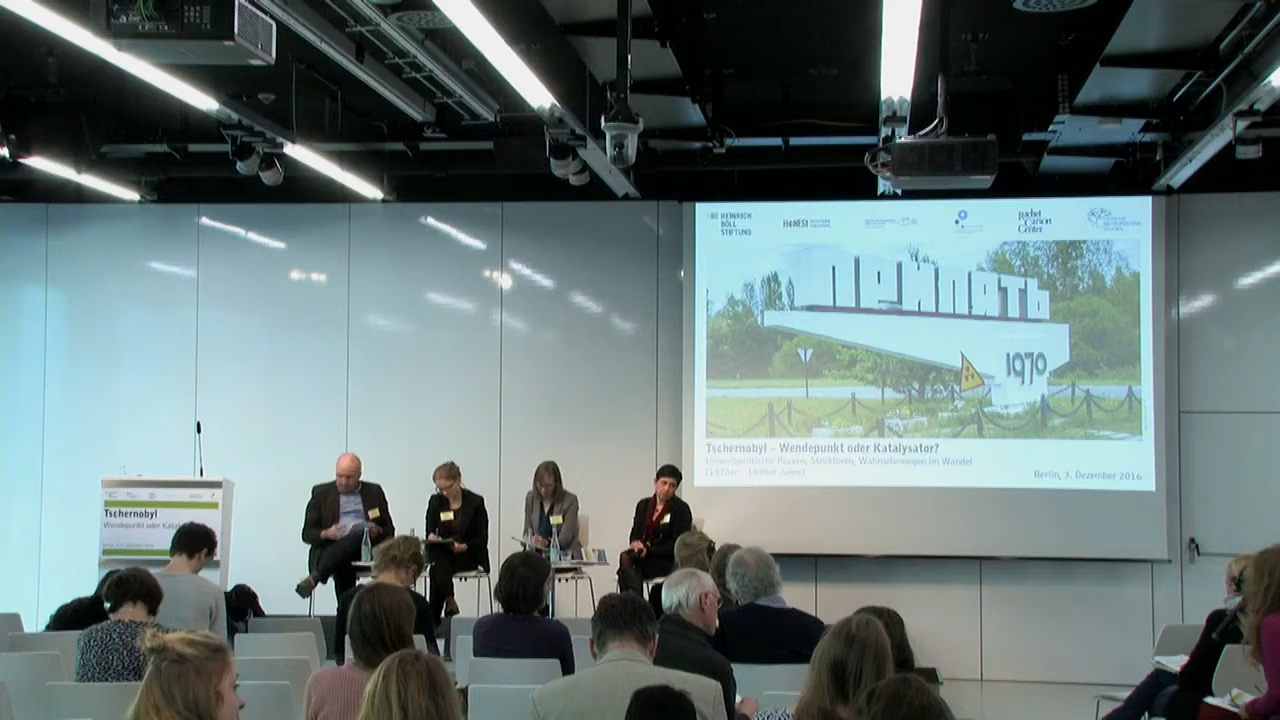 HEINRICH
BÖLL
STIFTUNG
Rachel
Carson
Center
ПРИПЯТЬ
1970
Tschernobyl – Wendepunkt oder Katalysator?
Umweltpolitische Praxen, Strukturen, Wahrnehmungen im Wandel
(1970er - 1990er Jahre)
Berlin, 3. Dezember 2016
Tschernobyl
Wendepunkt oder